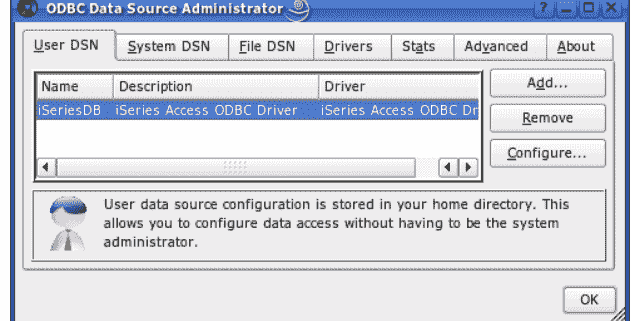 ODBC Data Source Administrator
User DSN System DSN File DSN Drivers Stats Advanced About
Name Description Driver
iSeriesDB iSeries Access ODBC Driver iSeries Access ODBC Dr
Add...
Remove
Configure...
User data source configuration is stored in your home directory. This
allows you to configure data access without having to be the system
administrator.
OK